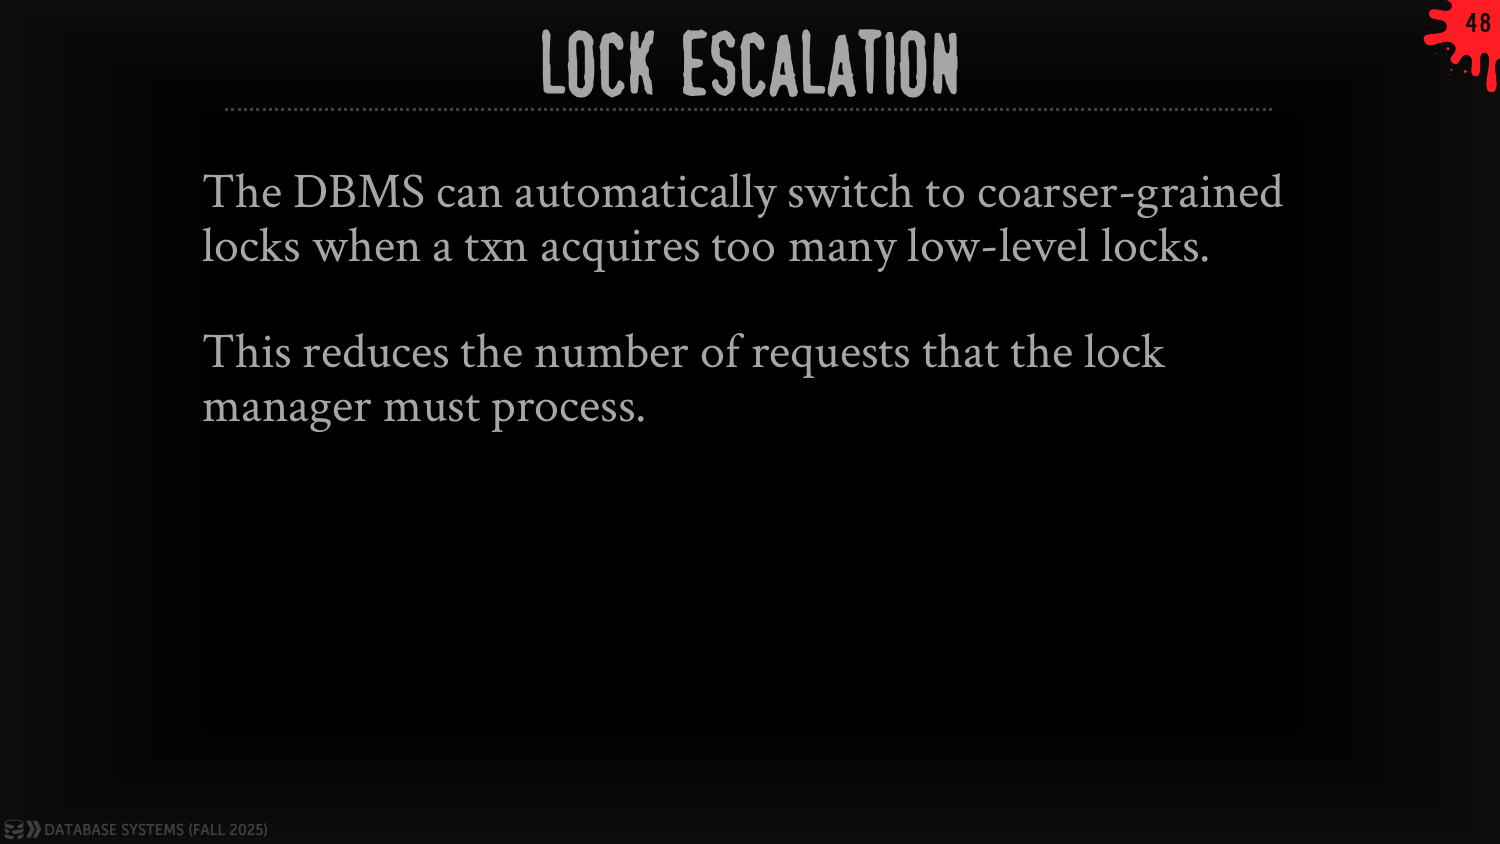 48
LOCK ESCALATION
The DBMS can automatically switch to coarser-grained
locks when a txn acquires too many low-level locks.
This reduces the number of requests that the lock
manager must process.
DATABASE SYSTEMS (FALL 2025)